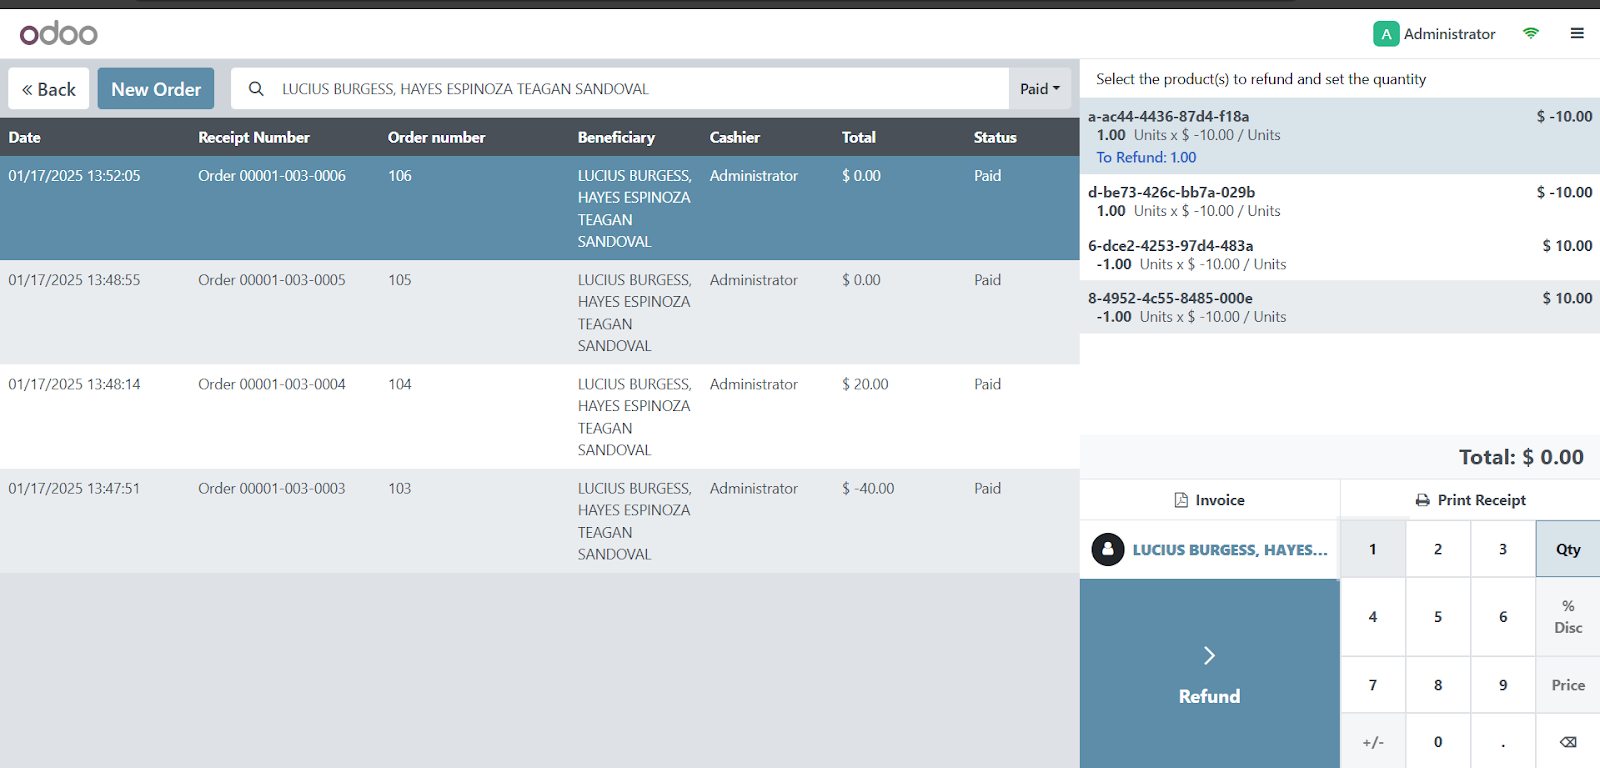 odoo
A Administrator
« Back
New Order
LUCIUS BURGESS, HAYES ESPINOZA TEAGAN SANDOVAL
Paid
Date Receipt Number Order number Beneficiary Cashier Total Status
01/17/2025 13:52:05 Order 00001-003-0006 106 LUCIUS BURGESS, Administrator $ 0.00 Paid
HAYES ESPINOZA
TEAGAN
SANDOVAL
01/17/2025 13:48:55 Order 00001-003-0005 105 LUCIUS BURGESS, Administrator $ 0.00 Paid
HAYES ESPINOZA
TEAGAN
SANDOVAL
01/17/2025 13:48:14 Order 00001-003-0004 104 LUCIUS BURGESS, Administrator $ 20.00 Paid
HAYES ESPINOZA
TEAGAN
SANDOVAL
01/17/2025 13:47:51 Order 00001-003-0003 103 LUCIUS BURGESS, Administrator $ -40.00 Paid
HAYES ESPINOZA
TEAGAN
SANDOVAL
Select the product(s) to refund and set the quantity
a-ac44-4436-87d4-f18a $ -10.00
1.00 Units x $ -10.00 / Units
To Refund: 1.00
d-be73-426c-bb7a-029b $ -10.00
1.00 Units x $ -10.00 / Units
6-dce2-4253-97d4-483a $ 10.00
-1.00 Units x $ -10.00 / Units
8-4952-4c55-8485-000e $ 10.00
-1.00 Units x $ -10.00 / Units
Total: $ 0.00
Invoice
Print Receipt
LUCIUS BURGESS, HAYES...
Refund
1 2 3 Qty
4 5 6 %
Disc
7 8 9 Price
+/- 0 .